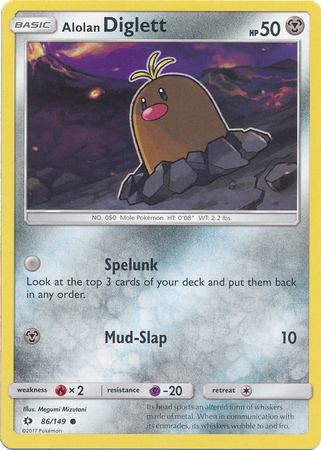 BASIC Alolan Diglett HP 50
NO. 050 Mole Pokémon HT: 0'08" WT: 2.2 lbs.
Spelunk
Look at the top 3 cards of your deck and put them back
in any order.
Mud-Slap 10
weakness ×2 resistance -20 retreat
Illus. Megumi Mizutani
86/149
©2017 Pokémon
Its head sports an altered form of whiskers
made of metal. When in communication with
its comrades, its whiskers wobble to and fro.